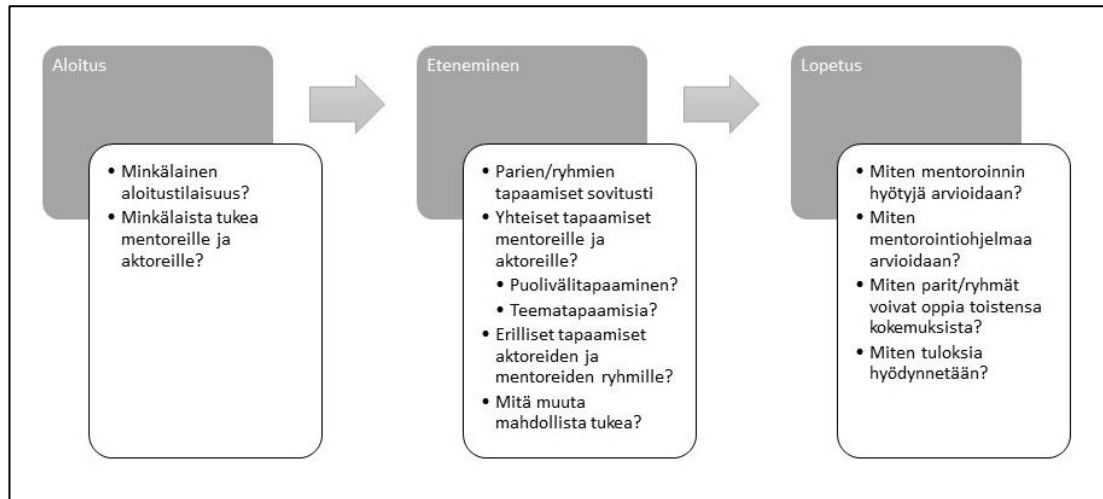 Aloitus
• Minkälainen
aloitustilaisuus?
• Minkälaista tukea
mentoreille ja
aktoreille?
Eteneminen
• Parien/ryhmien
tapaamiset sovitusti
• Yhteiset tapaamiset
mentoreille ja
aktoreille?
• Puolivälitapaaminen?
• Teematapaamisia?
• Erilliset tapaamiset
aktoreiden ja
mentoreiden ryhmille?
• Mitä muuta
mahdollista tukea?
Lopetus
• Miten mentoroinnin
hyötyjä arvioidaan?
• Miten
mentorointiohjelmaa
arvioidaan?
• Miten parit/ryhmät
voivat oppia toistensa
kokemuksista?
• Miten tuloksia
hyödynnetään?